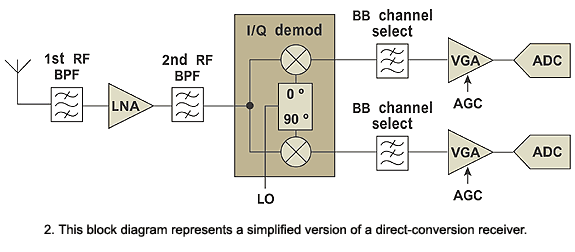 1st RF
BPF
LNA
2nd RF
BPF
I/Q demod
0 º
90 º
LO
BB channel
select
VGA
AGC
ADC
BB channel
select
VGA
AGC
ADC
2. This block diagram represents a simplified version of a direct-conversion receiver.